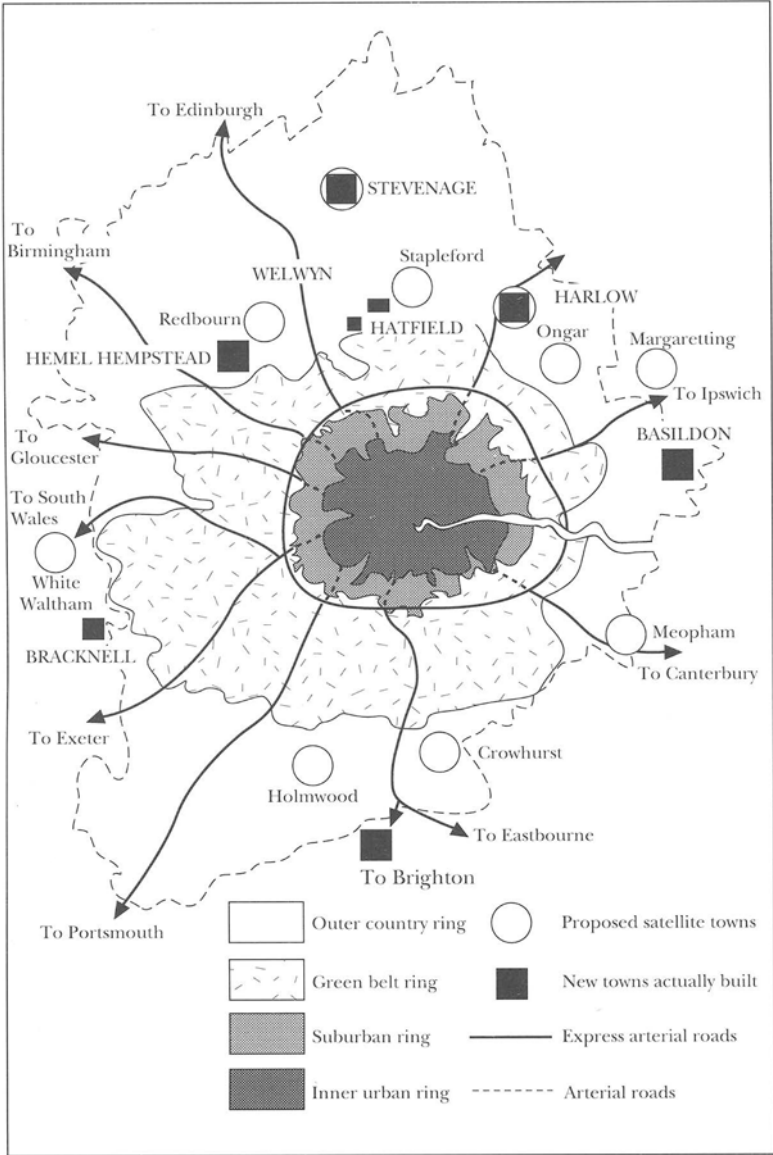 To Edinburgh
STEVENAGE
To
Birmingham
Stapleford
WELWYN
HARLOW
Redbourn
HATFIELD
Ongar
Margaretting
HEMEL HEMPSTEAD
To Ipswich
To
Gloucester
BASILDON
To South
Wales
White
Waltham
Meopham
BRACKNELL
To Canterbury
To Exeter
Crowhurst
Holmwood
To Eastbourne
To Brighton
To Portsmouth
Outer country ring
Proposed satellite towns
Green belt ring
New towns actually built
Suburban ring
Express arterial roads
Inner urban ring
Arterial roads